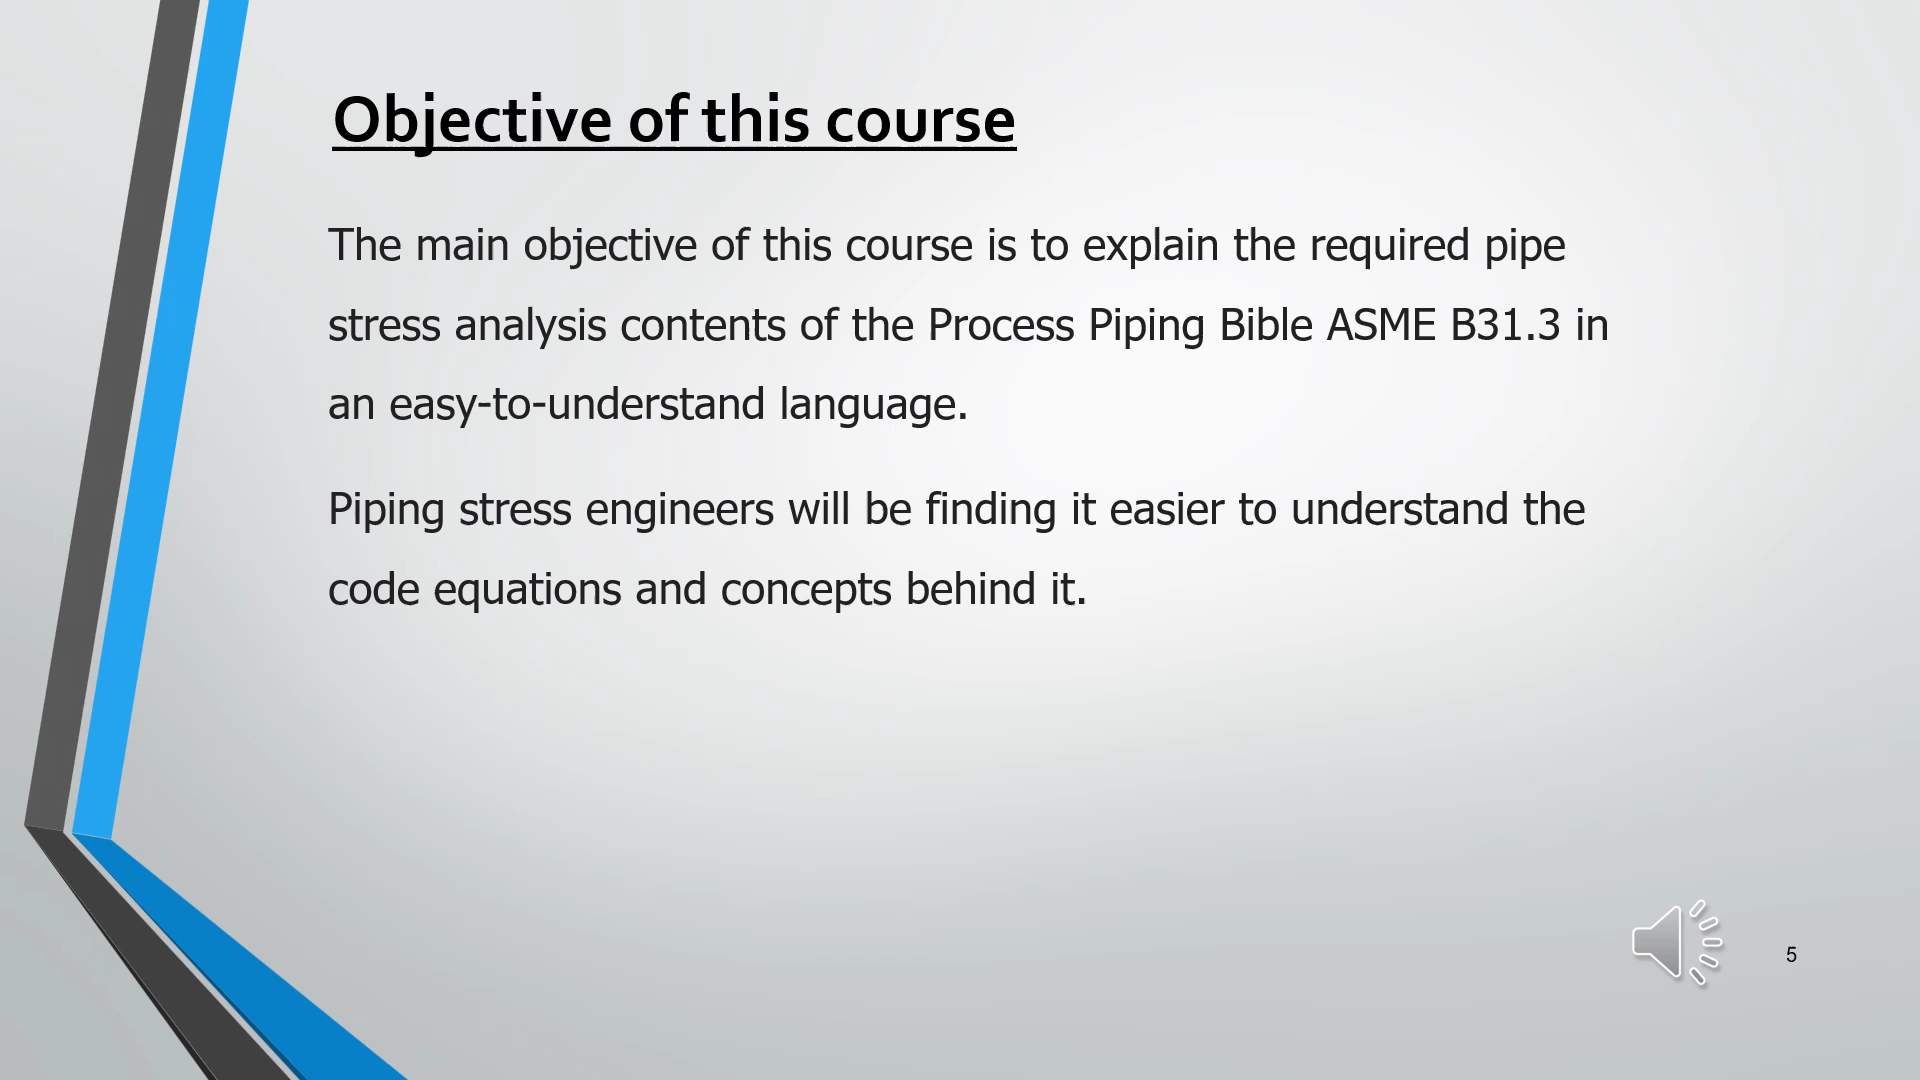 Objective of this course
The main objective of this course is to explain the required pipe
stress analysis contents of the Process Piping Bible ASME B31.3 in
an easy-to-understand language.
Piping stress engineers will be finding it easier to understand the
code equations and concepts behind it.
5